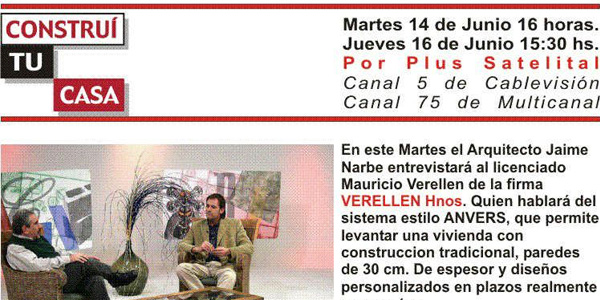 CONSTRUÍ
TU
CASA
Martes 14 de Junio 16 horas.
Jueves 16 de Junio 15:30 hs.
Por Plus Satelital
Canal 5 de Cablevisión
Canal 75 de Multicanal
En este Martes el Arquitecto Jaime
Narbe entrevistará al licenciado
Mauricio Verellen de la firma
VERELLEN Hnos. Quien hablará del
sistema estilo ANVERS, que permite
levantar una vivienda con
construccion tradicional, paredes
de 30 cm. De espesor y diseños
personalizados en plazos realmente